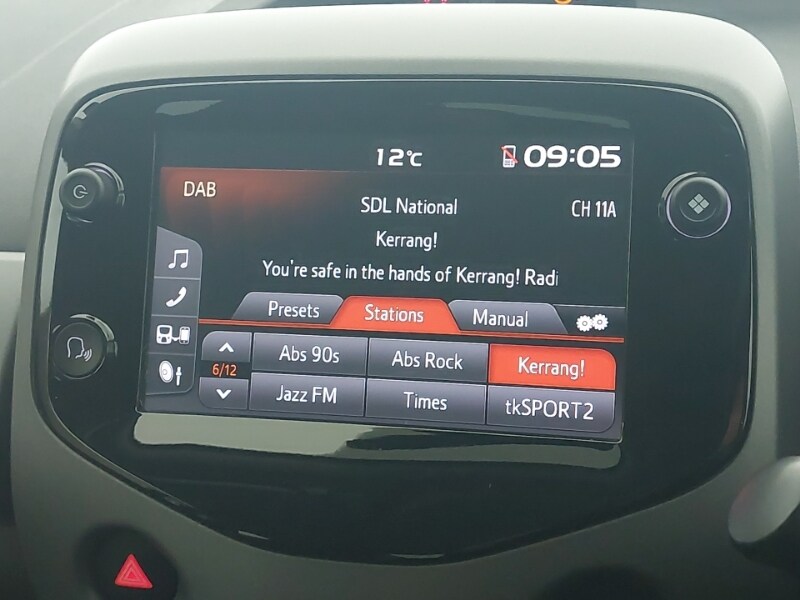 12°C 09:05
DAB
SDL National CH 11A
Kerrang!
You're safe in the hands of Kerrang! Radi
Presets Stations Manual
Abs 90s Abs Rock Kerrang!
6/12
Jazz FM Times tkSPORT2